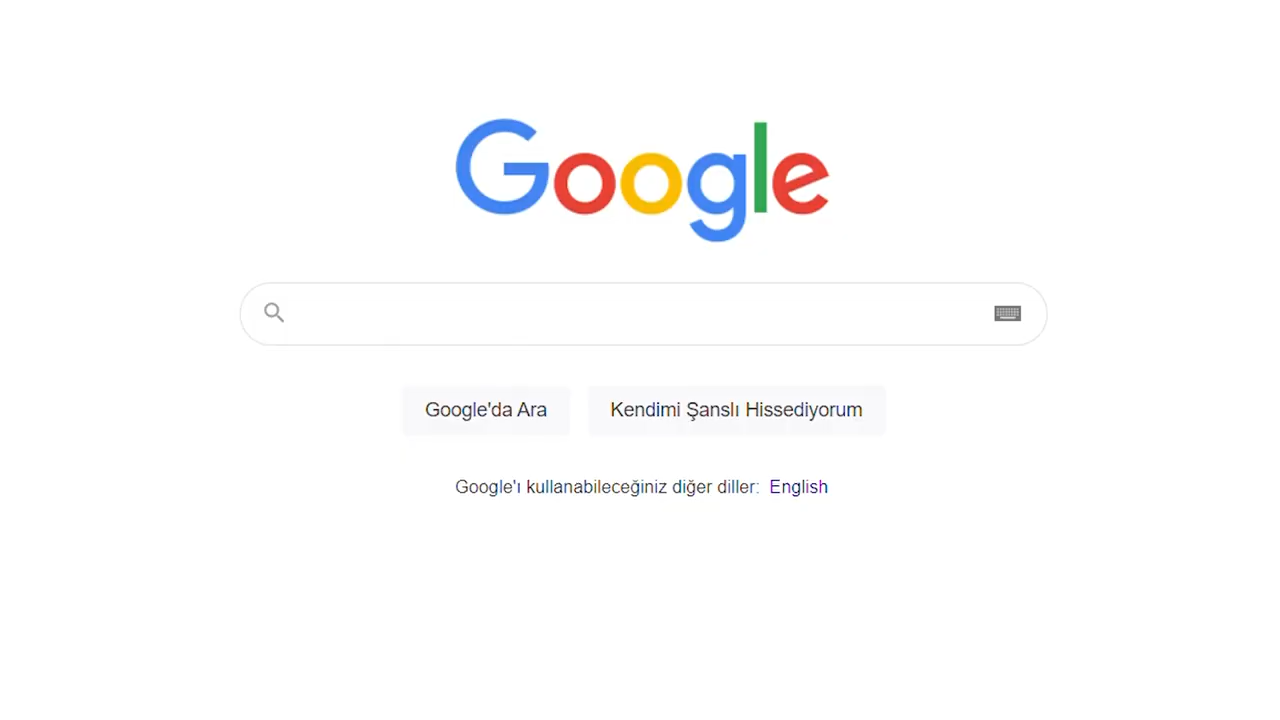 Google
Google'da Ara
Kendimi Şanslı Hissediyorum
Google'ı kullanabileceğiniz diğer diller: English